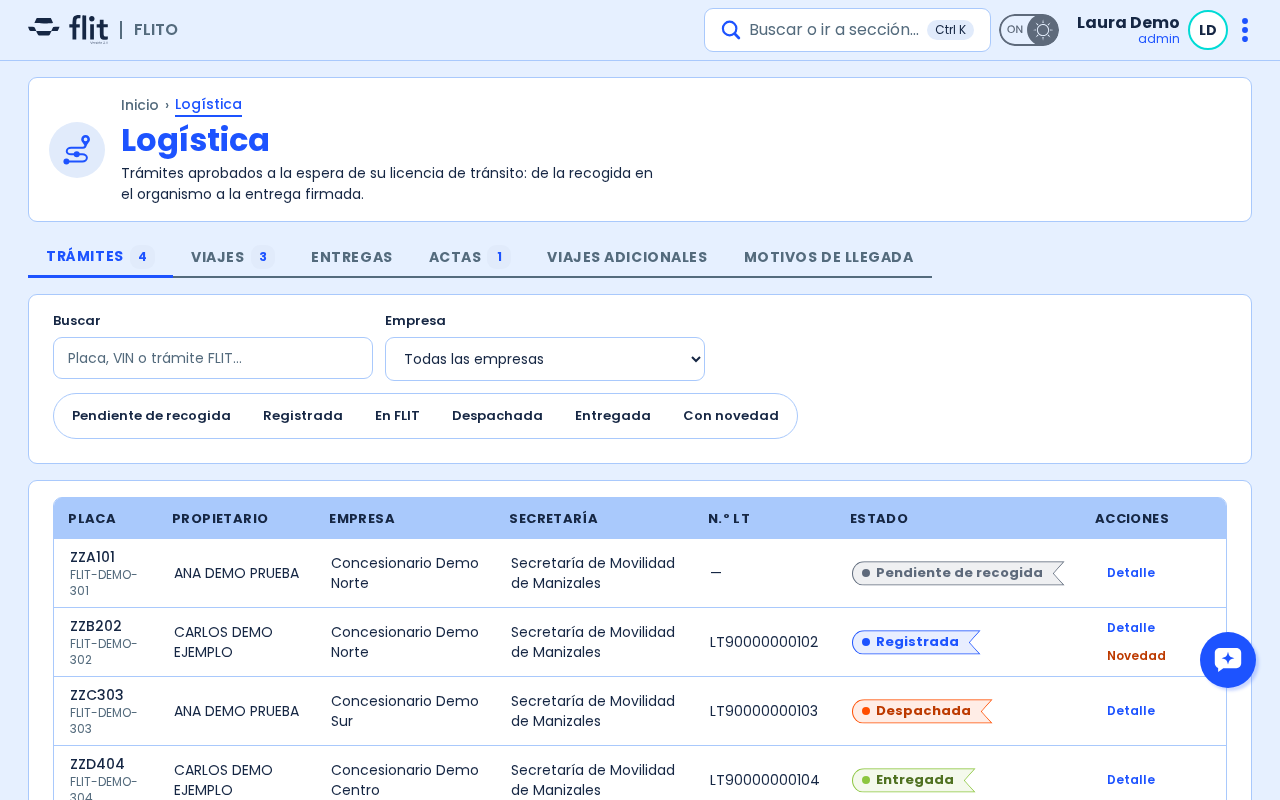 flit
FLITO
Buscar o ir a sección...
Ctrl K
ON
Laura Demo
admin
LD
Inicio › Logística
Logística
Trámites aprobados a la espera de su licencia de tránsito: de la recogida en
el organismo a la entrega firmada.
TRÁMITES 4
VIAJES 3
ENTREGAS
ACTAS 1
VIAJES ADICIONALES
MOTIVOS DE LLEGADA
Buscar
Empresa
Placa, VIN o trámite FLIT...
Todas las empresas
Pendiente de recogida
Registrada
En FLIT
Despachada
Entregada
Con novedad
PLACA
PROPIETARIO
EMPRESA
SECRETARÍA
N.º LT
ESTADO
ACCIONES
ZZA101
FLIT-DEMO-
301
ANA DEMO PRUEBA
Concesionario Demo
Norte
Secretaría de Movilidad
de Manizales
—
Pendiente de recogida
Detalle
ZZB202
FLIT-DEMO-
302
CARLOS DEMO
EJEMPLO
Concesionario Demo
Norte
Secretaría de Movilidad
de Manizales
LT90000000102
Registrada
Detalle
Novedad
ZZC303
FLIT-DEMO-
303
ANA DEMO PRUEBA
Concesionario Demo
Sur
Secretaría de Movilidad
de Manizales
LT90000000103
Despachada
Detalle
ZZD404
FLIT-DEMO-
304
CARLOS DEMO
EJEMPLO
Concesionario Demo
Centro
Secretaría de Movilidad
de Manizales
LT90000000104
Entregada
Detalle